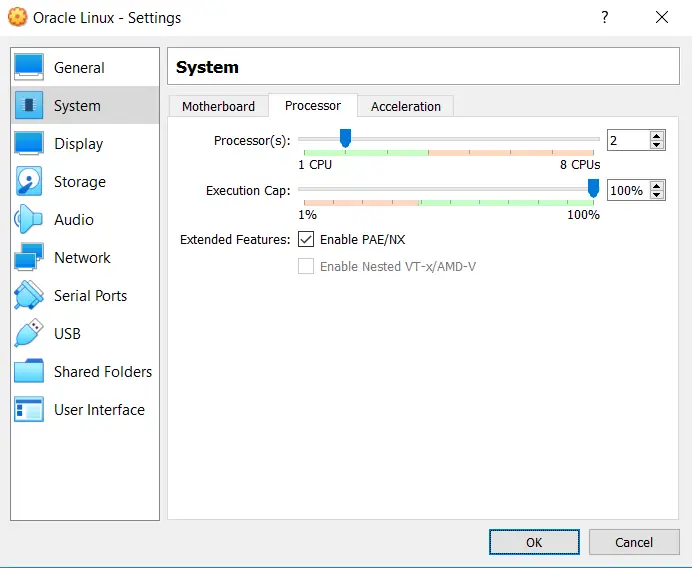 Oracle Linux - Settings ? ×
General
System
Display
Storage
Audio
Network
Serial Ports
USB
Shared Folders
User Interface
System
Motherboard Processor Acceleration
Processor(s): 2
1 CPU 8 CPUs
Execution Cap: 100%
1% 100%
Extended Features: Enable PAE/NX
Enable Nested VT-x/AMD-V
OK Cancel